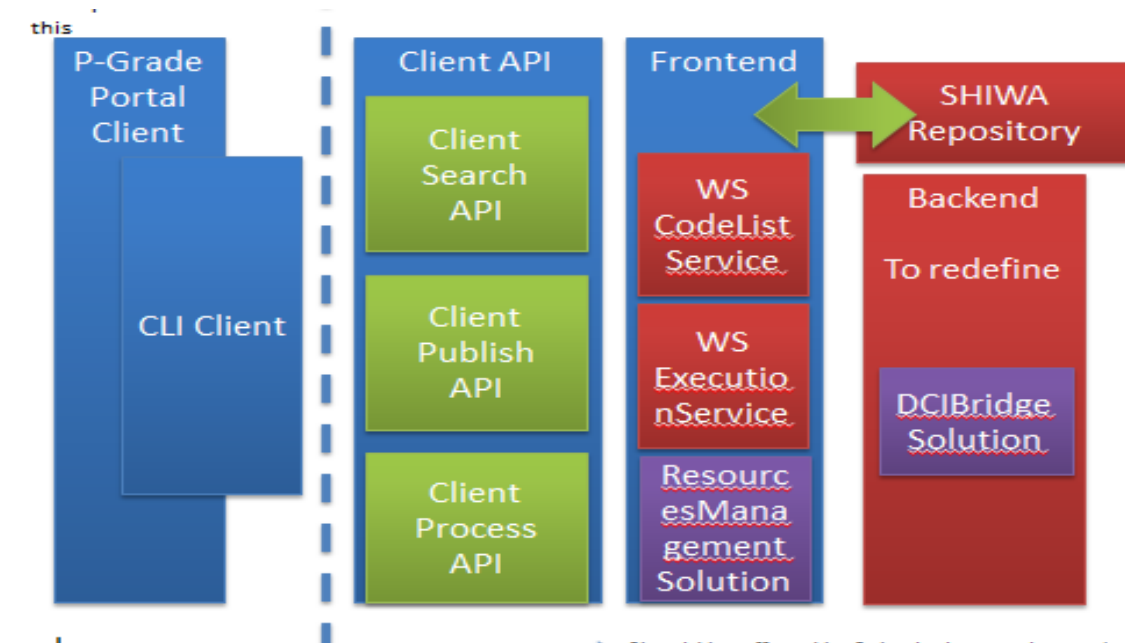 this
P-Grade
Portal
Client
CLI Client
Client API
Client
Search
API
Client
Publish
API
Client
Process
API
Frontend
WS
CodeList
Service
WS
Executio
nService
Resourc
esMana
gement
Solution
SHIWA
Repository
Backend
To redefine
DCIBridge
Solution